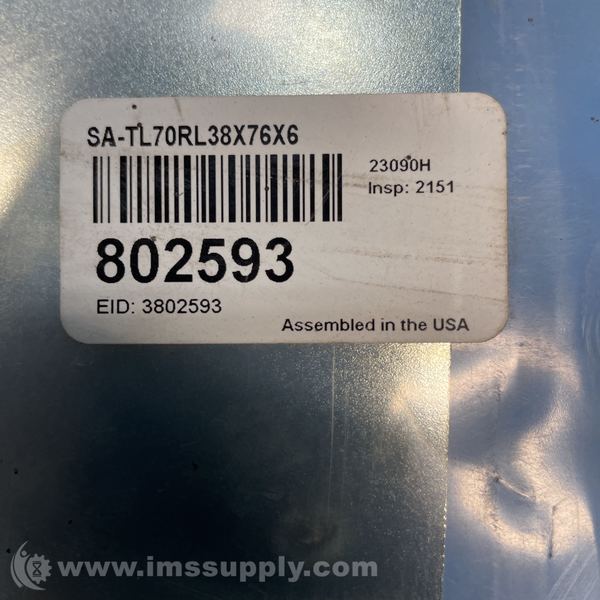 SA-TL70RL38X76X6
23090H
Insp: 2151
802593
EID: 3802593
Assembled in the USA
www.imssupply.com